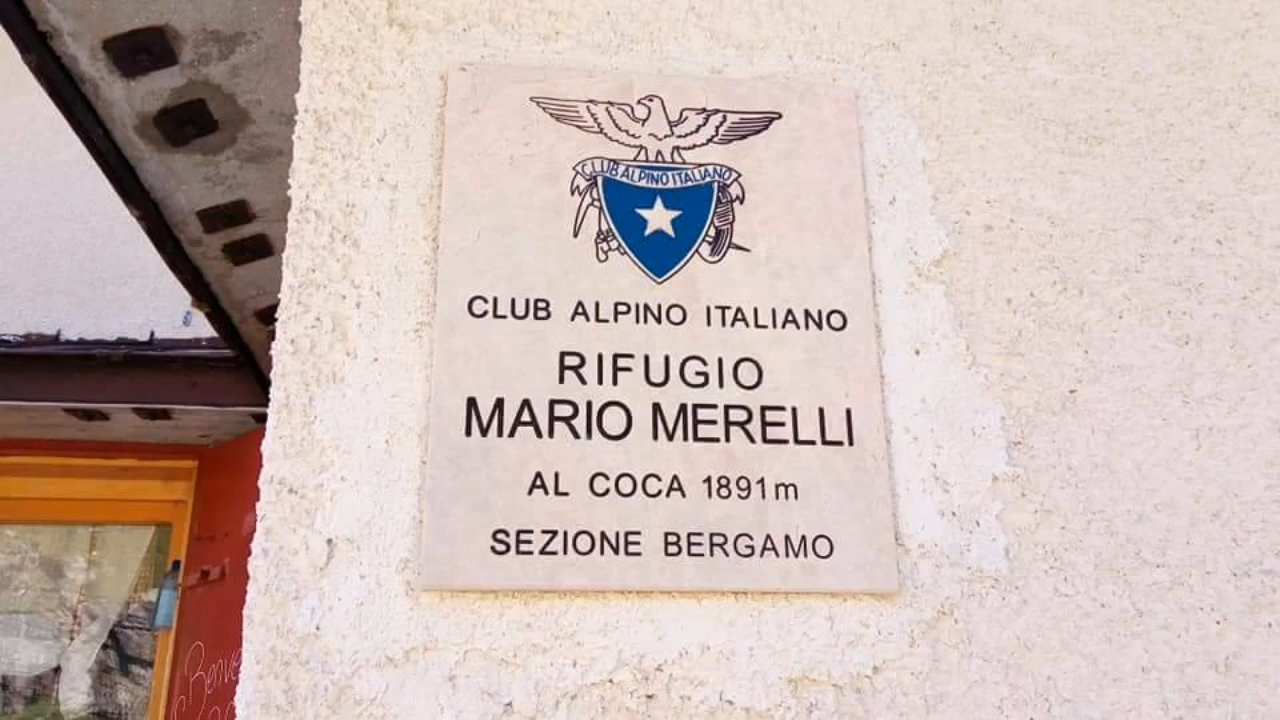 CLUB ALPINO ITALIANO
CLUB ALPINO ITALIANO
RIFUGIO
MARIO MERELLI
AL COCA 1891m
SEZIONE BERGAMO